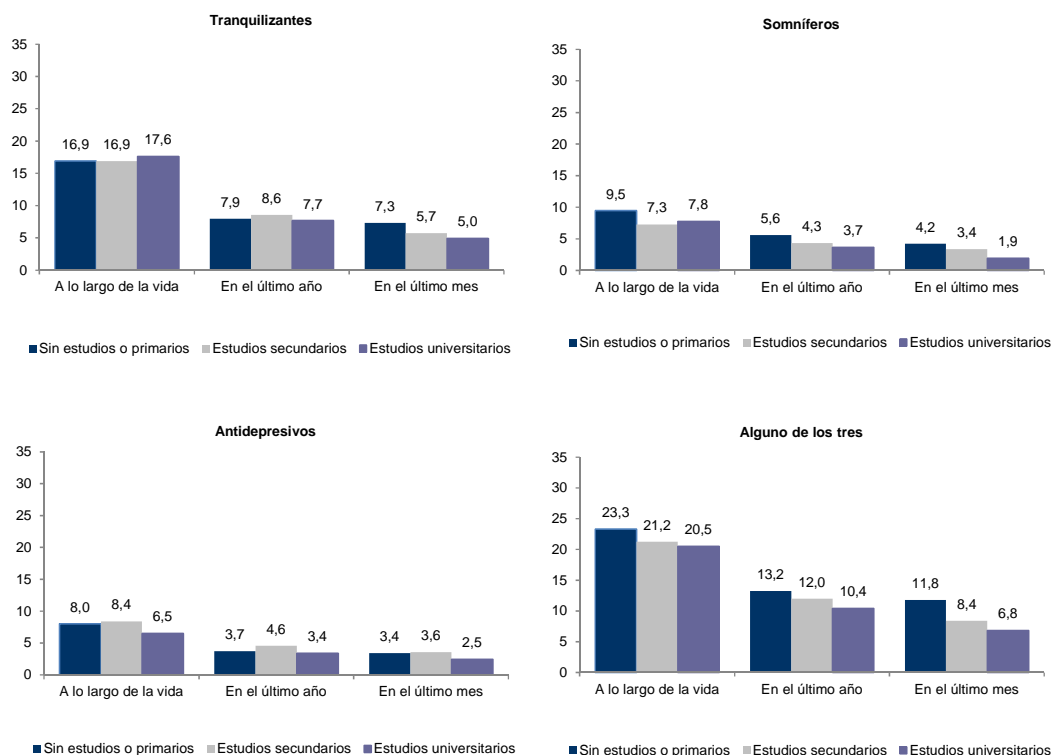 Tranquilizantes
35
30
25
20
15
10
5
0
16,9 16,9 17,6
7,9 8,6 7,7
7,3 5,7 5,0
A lo largo de la vida En el último año En el último mes
Sin estudios o primarios Estudios secundarios Estudios universitarios
Somníferos
35
30
25
20
15
10
5
0
9,5 7,3 7,8
5,6 4,3 3,7
4,2 3,4 1,9
A lo largo de la vida En el último año En el último mes
Sin estudios o primarios Estudios secundarios Estudios universitarios
Antidepresivos
35
30
25
20
15
10
5
0
8,0 8,4 6,5
3,7 4,6 3,4
3,4 3,6 2,5
A lo largo de la vida En el último año En el último mes
Sin estudios o primarios Estudios secundarios Estudios universitarios
Alguno de los tres
35
30
25
20
15
10
5
0
23,3 21,2 20,5
13,2 12,0 10,4
11,8 8,4 6,8
A lo largo de la vida En el último año En el último mes
Sin estudios o primarios Estudios secundarios Estudios universitarios